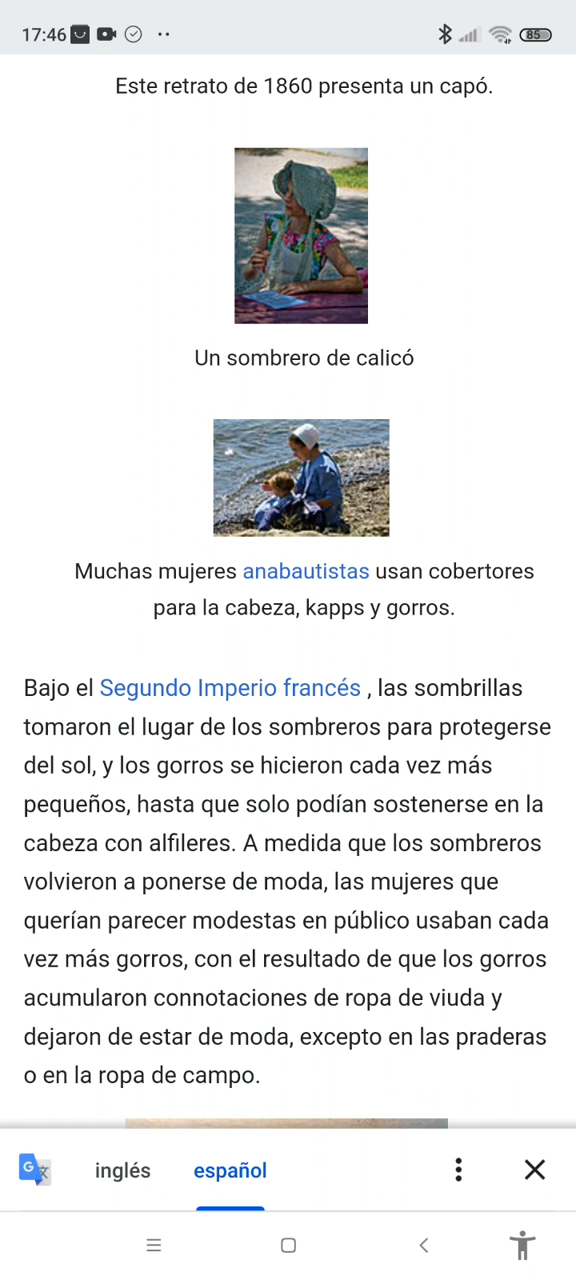 17:46
85
Este retrato de 1860 presenta un capó.
Un sombrero de calicó
Muchas mujeres anabautistas usan cobertores
para la cabeza, kapps y gorros.
Bajo el Segundo Imperio francés , las sombrillas
tomaron el lugar de los sombreros para protegerse
del sol, y los gorros se hicieron cada vez más
pequeños, hasta que solo podían sostenerse en la
cabeza con alfileres. A medida que los sombreros
volvieron a ponerse de moda, las mujeres que
querían parecer modestas en público usaban cada
vez más gorros, con el resultado de que los gorros
acumularon connotaciones de ropa de viuda y
dejaron de estar de moda, excepto en las praderas
o en la ropa de campo.
G 文
inglés español